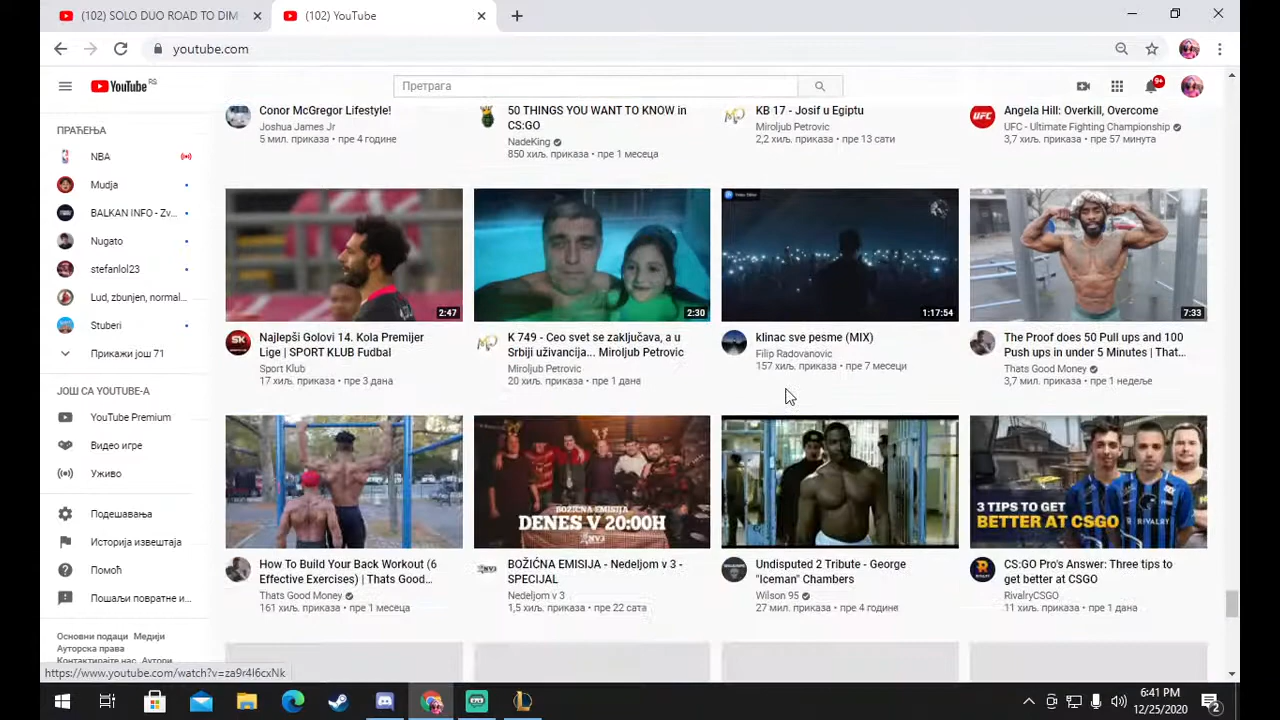 (102) SOLO DUO ROAD TO DIM
(102) YouTube
youtube.com
YouTube RS
Претрага
9+
ПРАЋЕЊА
NBA
Mudja
BALKAN INFO - Zv...
Nugato
stefanlol23
Lud, zbunjen, normal...
Stuberi
Прикажи још 71
ЈОШ СА YOUTUBE-А
YouTube Premium
Видео игре
Уживо
Подешавања
Историја извештаја
Помоћ
Пошаљи повратне и...
Основни подаци Медији
Ауторска права
Контактирајте нас Аутори
Conor McGregor Lifestyle!
Joshua James Jr
5 мил. приказа • пре 4 године
50 THINGS YOU WANT TO KNOW in
CS:GO
NadeKing
850 хиљ. приказа • пре 1 месеца
KB 17 - Josif u Egiptu
Miroljub Petrovic
2,2 хиљ. приказа • пре 13 сати
UFC
Angela Hill: Overkill, Overcome
UFC - Ultimate Fighting Championship
3,7 хиљ. приказа • пре 57 минута
2:47
SK
Najlepši Golovi 14. Kola Premijer
Lige | SPORT KLUB Fudbal
Sport Klub
17 хиљ. приказа • пре 3 дана
2:30
K 749 - Ceo svet se zaključava, a u
Srbiji uživancija... Miroljub Petrovic
Miroljub Petrovic
20 хиљ. приказа • пре 1 дана
1:17:54
klinac sve pesme (MIX)
Filip Radovanovic
157 хиљ. приказа • пре 7 месеци
7:33
The Proof does 50 Pull ups and 100
Push ups in under 5 Minutes | That...
Thats Good Money
3,7 мил. приказа • пре 1 недеље
How To Build Your Back Workout (6
Effective Exercises) | Thats Good...
Thats Good Money
161 хиљ. приказа • пре 1 месеца
BOŽIĆNA EMISIJA
DENES V 20:00H
NV3
BOŽIĆNA EMISIJA - Nedeljom v 3 -
SPECIJAL
Nedeljom v 3
1,5 хиљ. приказа • пре 22 сата
Undisputed 2 Tribute - George
"Iceman" Chambers
Wilson 95
27 мил. приказа • пре 4 године
3 TIPS TO GET
BETTER AT CSGO
RIVALRY
CS:GO Pro's Answer: Three tips to
get better at CSGO
RivalryCSGO
11 хиљ. приказа • пре 1 дана
https://www.youtube.com/watch?v=za9r4l6cxNk
6:41 PM
12/25/2020
2